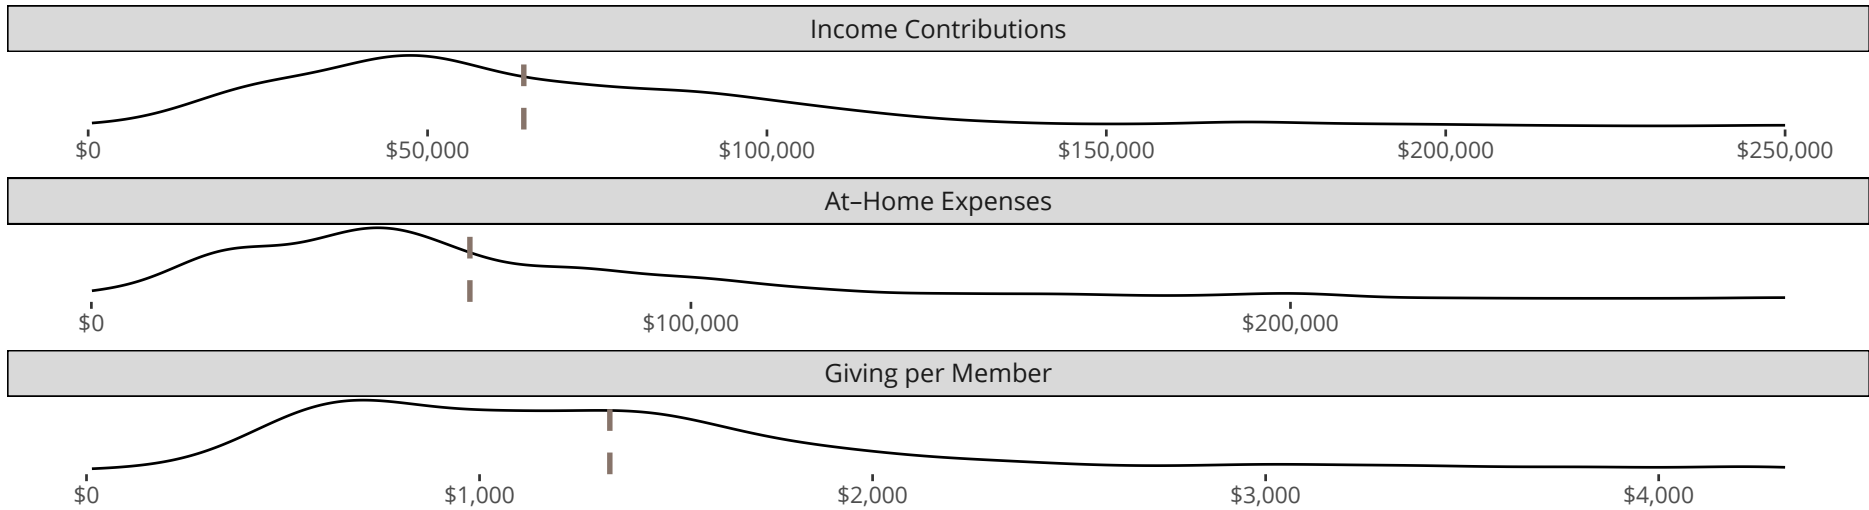 Income Contributions
$0 $50,000 $100,000 $150,000 $200,000 $250,000
At–Home Expenses
$0 $100,000 $200,000
Giving per Member
$0 $1,000 $2,000 $3,000 $4,000